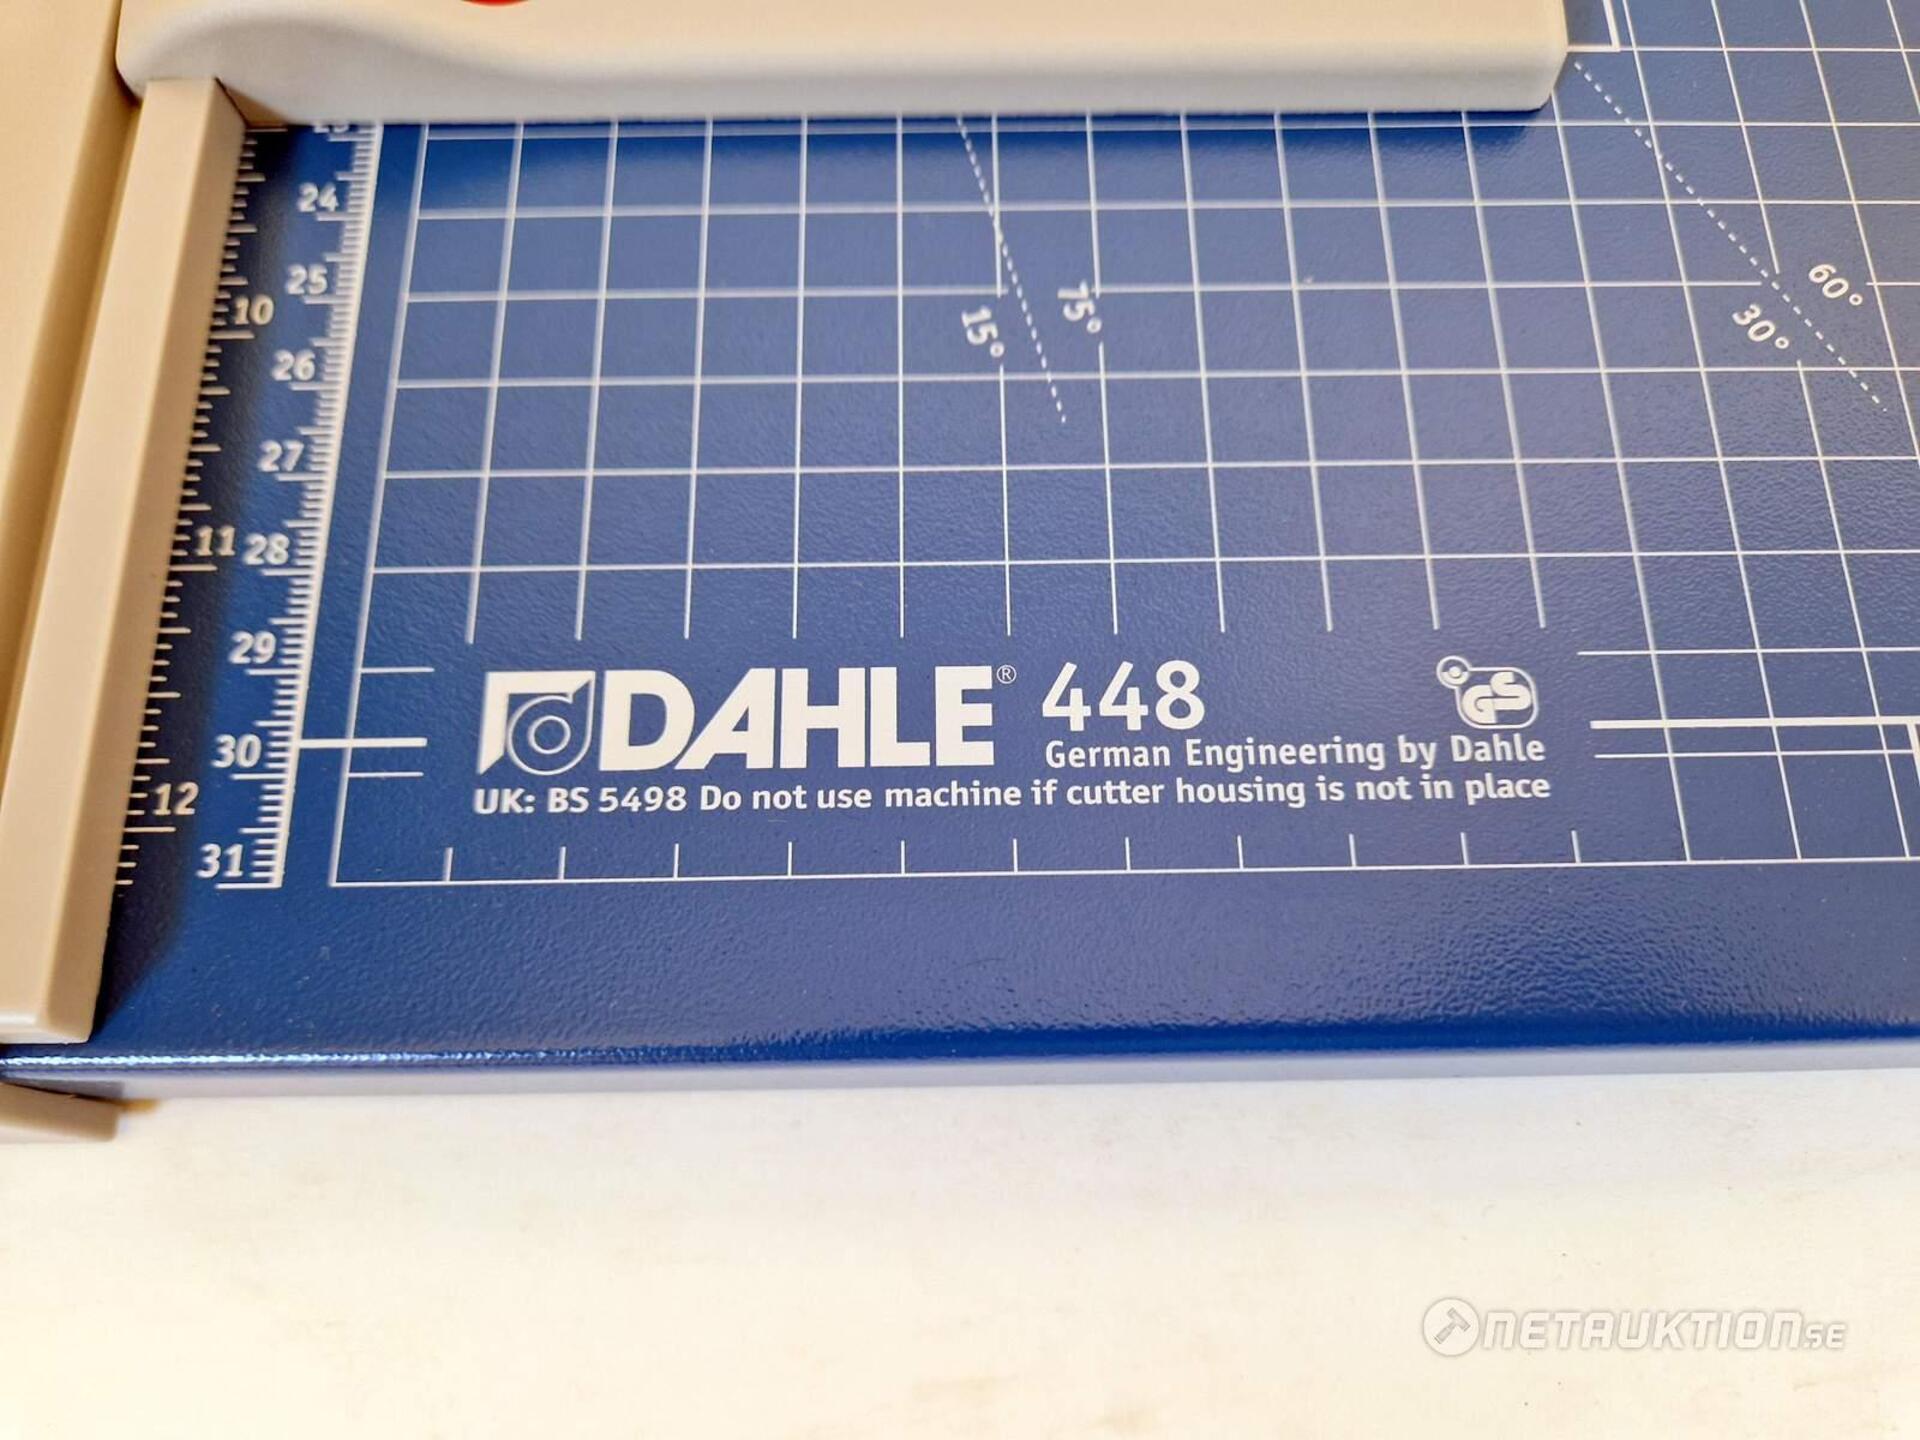 24
25
10
26
27
11 28
29
30
12
31
15° 75°
60°
30°
DAHLE® 448
GS
German Engineering by Dahle
UK: BS 5498 Do not use machine if cutter housing is not in place
NETAUKTION.SE